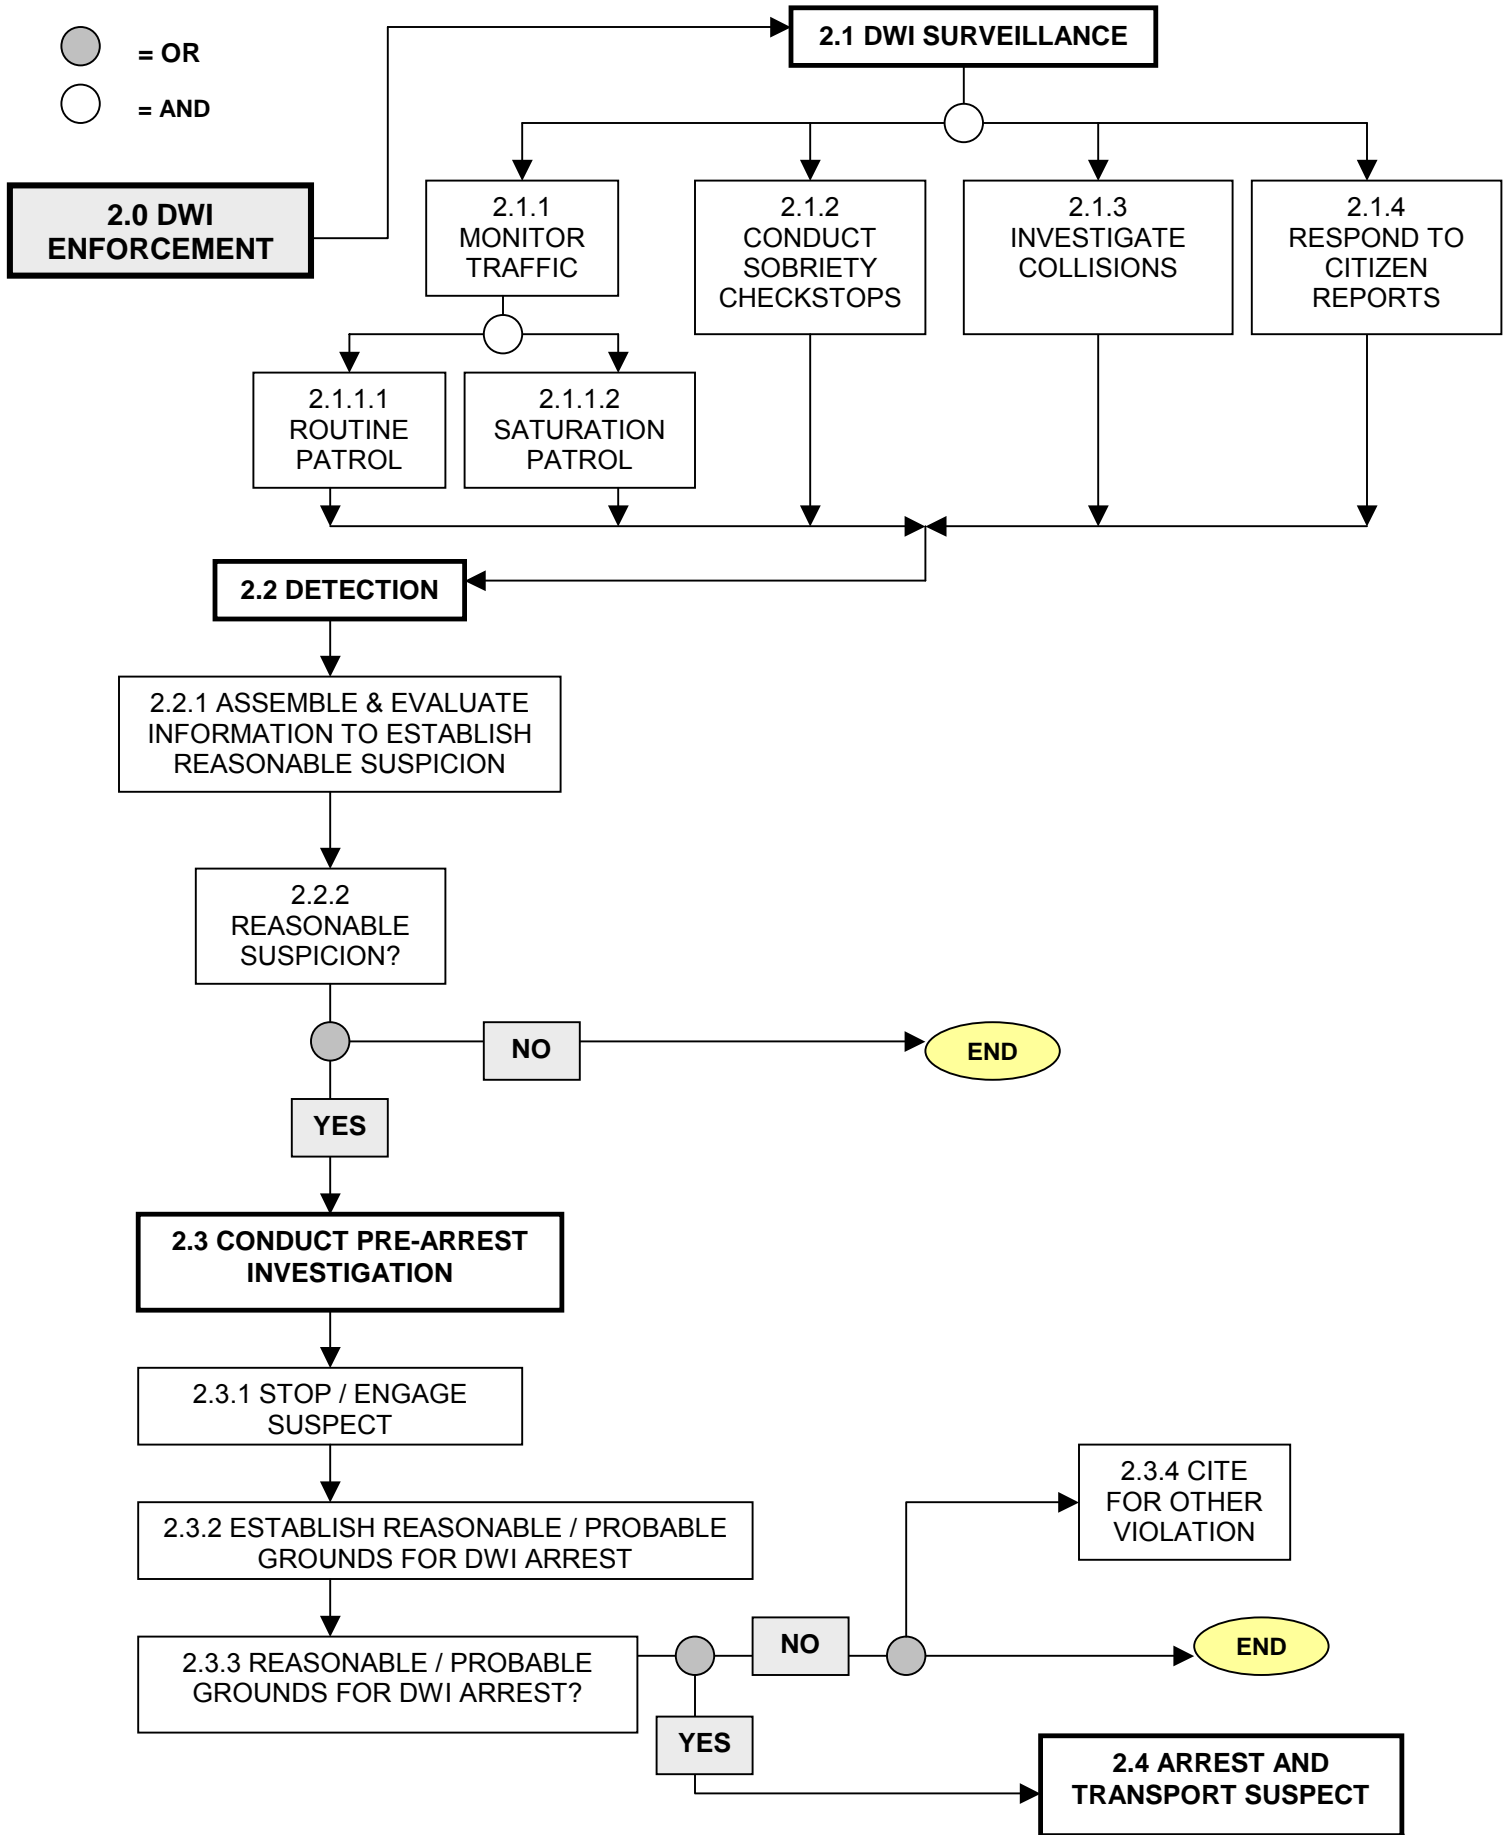 = OR
= AND
2.0 DWI
ENFORCEMENT
2.1 DWI SURVEILLANCE
2.1.1
MONITOR
TRAFFIC
2.1.2
CONDUCT
SOBRIETY
CHECKSTOPS
2.1.3
INVESTIGATE
COLLISIONS
2.1.4
RESPOND TO
CITIZEN
REPORTS
2.1.1.1
ROUTINE
PATROL
2.1.1.2
SATURATION
PATROL
2.2 DETECTION
2.2.1 ASSEMBLE & EVALUATE
INFORMATION TO ESTABLISH
REASONABLE SUSPICION
2.2.2
REASONABLE
SUSPICION?
NO
END
YES
2.3 CONDUCT PRE-ARREST
INVESTIGATION
2.3.1 STOP / ENGAGE
SUSPECT
2.3.2 ESTABLISH REASONABLE / PROBABLE
GROUNDS FOR DWI ARREST
2.3.3 REASONABLE / PROBABLE
GROUNDS FOR DWI ARREST?
NO
2.3.4 CITE
FOR OTHER
VIOLATION
END
YES
2.4 ARREST AND
TRANSPORT SUSPECT